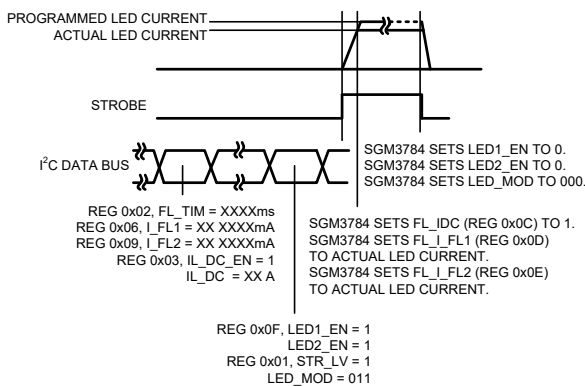 PROGRAMMED LED CURRENT
ACTUAL LED CURRENT
STROBE
I²C DATA BUS
SGM3784 SETS LED1_EN TO 0.
SGM3784 SETS LED2_EN TO 0.
SGM3784 SETS LED_MOD TO 000.
REG 0x02, FL_TIM = XXXXms
REG 0x06, I_FL1 = XX XXXXmA
REG 0x09, I_FL2 = XX XXXXmA
REG 0x03, IL_DC_EN = 1
IL_DC = XX A
SGM3784 SETS FL_IDC (REG 0x0C) TO 1.
SGM3784 SETS FL_I_FL1 (REG 0x0D)
TO ACTUAL LED CURRENT.
SGM3784 SETS FL_I_FL2 (REG 0x0E)
TO ACTUAL LED CURRENT.
REG 0x0F, LED1_EN = 1
LED2_EN = 1
REG 0x01, STR_LV = 1
LED_MOD = 011